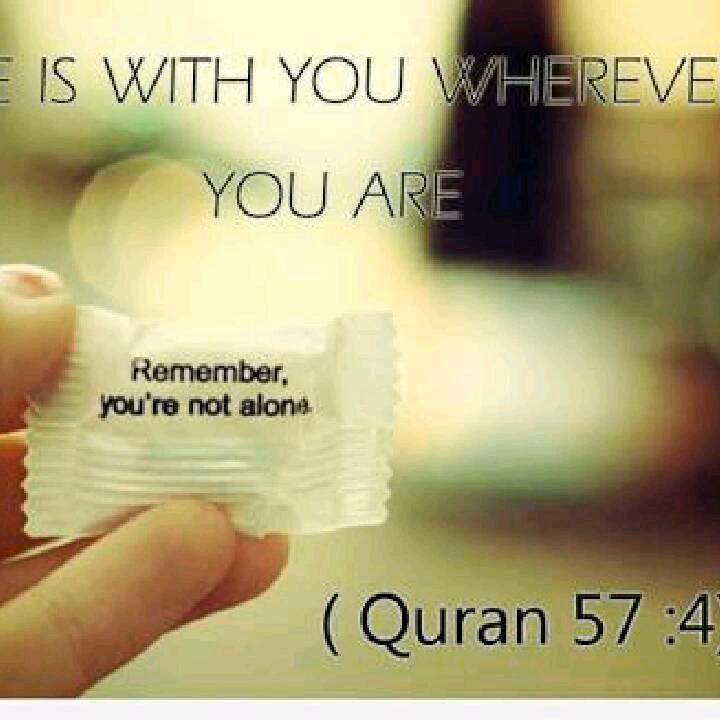 E IS WITH YOU WHEREVE
YOU ARE
Remember,
you're not alone.
( Quran 57 :4)